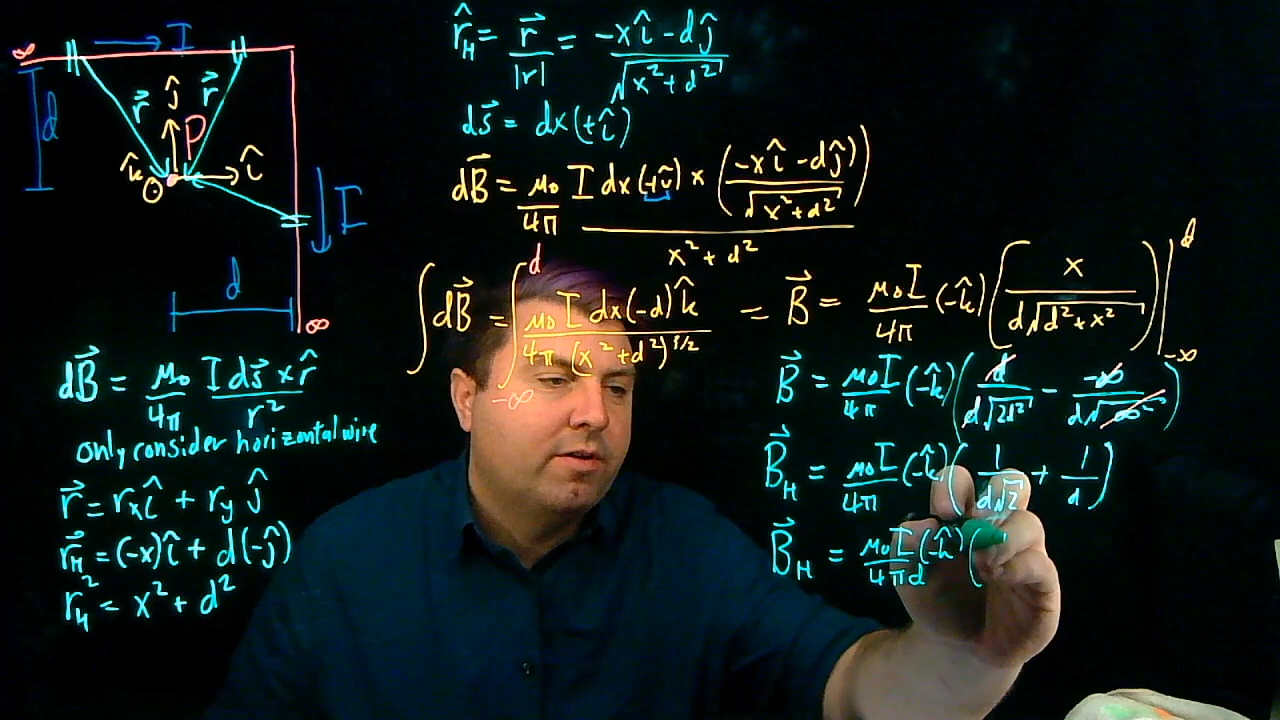 ∞ I
d r⃗ r⃗ ĵ P
k̂ O î
I
d
∞
dB⃗ = μ₀/4π I ds⃗ × r̂ / r²
only consider horizontal wire
r⃗ = rₓî + r_y ĵ
r⃗_H = (-x)î + d(-ĵ)
r_H² = x² + d²
r̂_H = r⃗/|r| = (-xî - dĵ)/√(x² + d²)
ds⃗ = dx(+î)
dB⃗ = μ₀/4π I dx(+î) × ((-xî - dĵ)/√(x² + d²)) / (x² + d²)
∫dB⃗ = ∫_{-∞}^{d} μ₀/4π I dx(-d)k̂ / (x² + d²)^{3/2} = B⃗ = μ₀I/4π (-k̂)(x/(d√(d² + x²)))|_{-∞}^{d}
B⃗ = μ₀I/4π (-k̂)(d/(d√(2d²)) - -∞/(d√(∞²)))
B⃗_H = μ₀I/4π (-k̂)(1/(d√2) + 1/d)
B⃗_H = μ₀I/4πd (-k̂)(